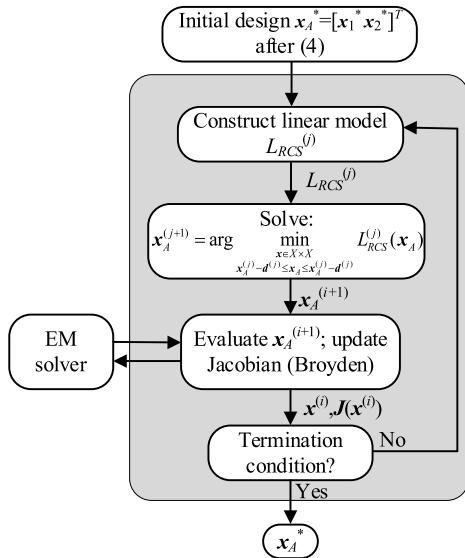 Initial design x_A*=[x_1* x_2*]^T
after (4)
Construct linear model
L_RCS^(j)
L_RCS^(j)
Solve:
x_A^(j+1) = arg min L_RCS^(j)(x_A)
x∈X×X
x_A^(j)−d^(j)≤x_A≤x_A^(j)−d^(j)
x_A^(i+1)
EM
solver
Evaluate x_A^(i+1); update
Jacobian (Broyden)
x^(i),J(x^(i))
Termination
condition?
No
Yes
x_A*